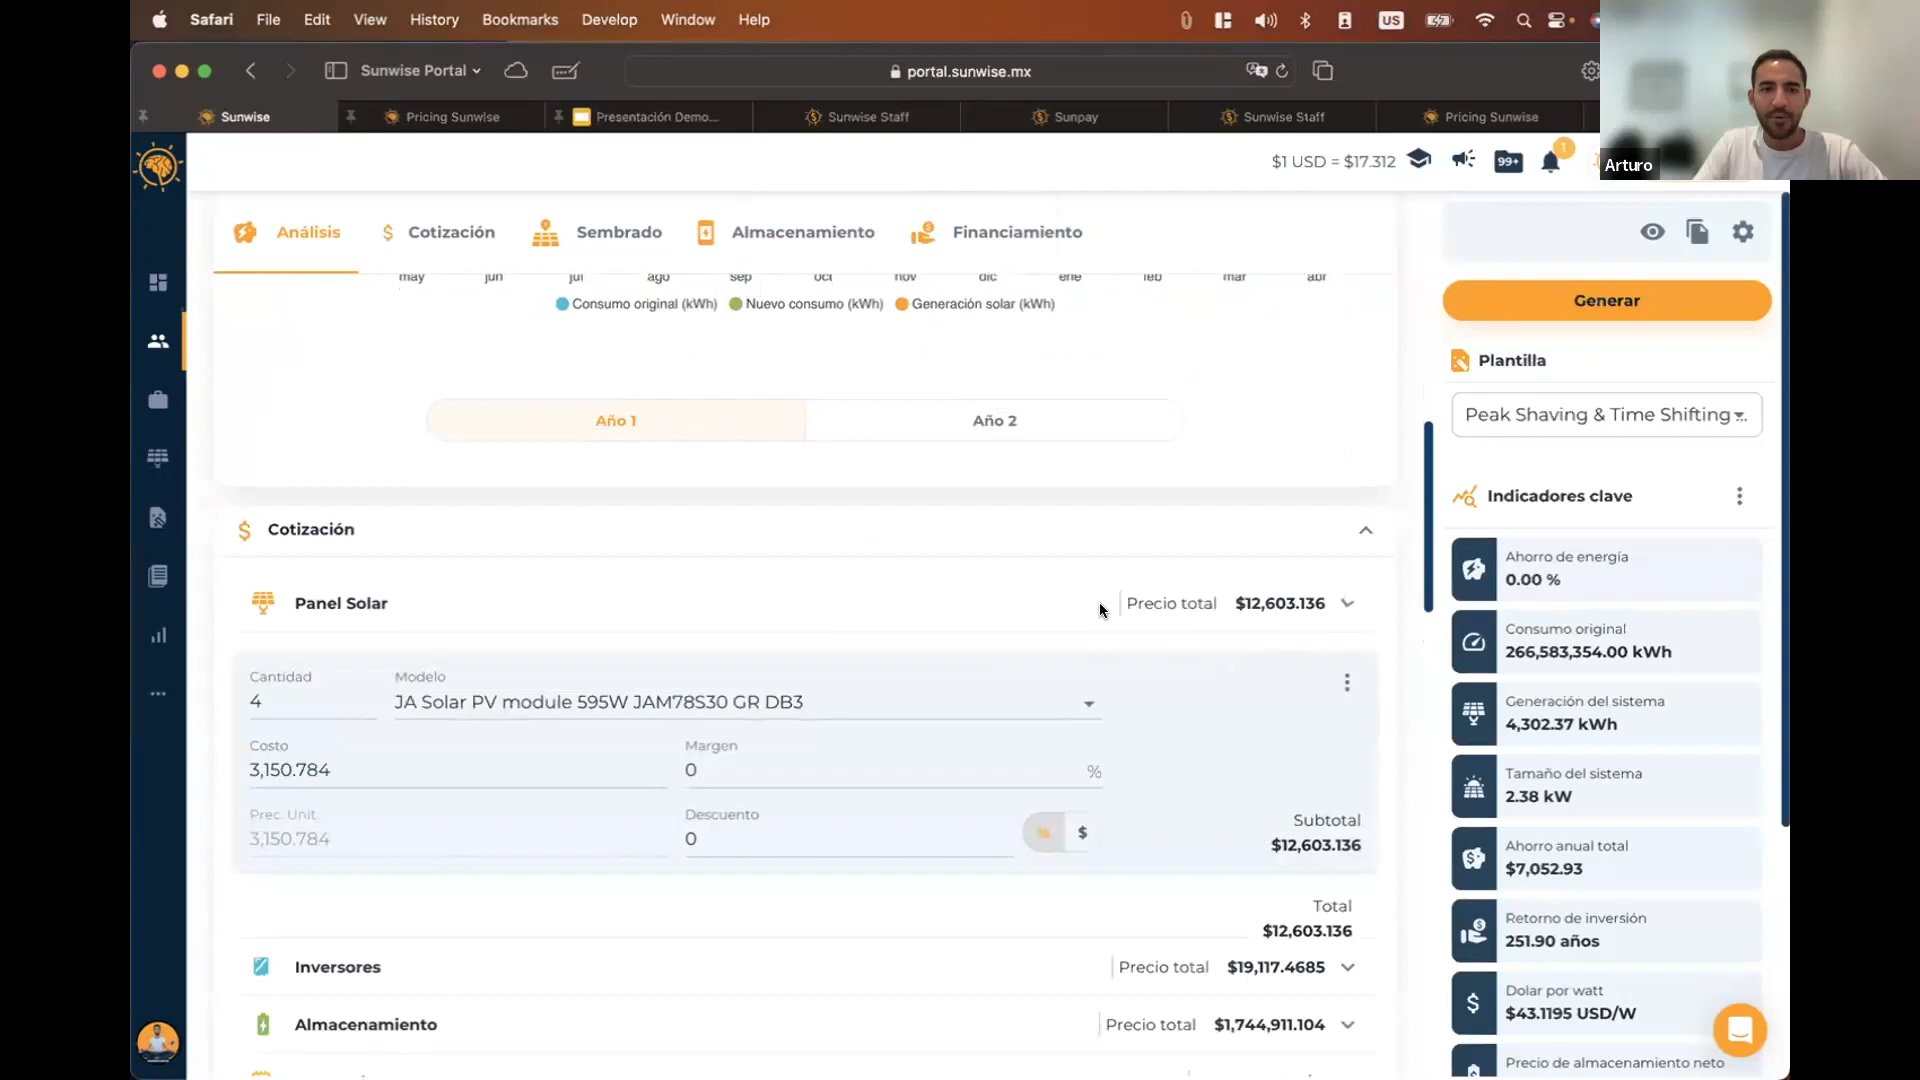 Safari File Edit View History Bookmarks Develop Window Help
US
Sunwise Portal
portal.sunwise.mx
Sunwise
Pricing Sunwise
Presentación Demo...
Sunwise Staff
Sunpay
Sunwise Staff
Pricing Sunwise
Arturo
$1 USD = $17.312
99+
1
Análisis
Cotización
Sembrado
Almacenamiento
Financiamiento
may jun jul ago sep oct nov dic ene feb mar abr
Consumo original (kWh) Nuevo consumo (kWh) Generación solar (kWh)
Año 1
Año 2
Cotización
Panel Solar
Precio total $12,603.136
Cantidad
4
Modelo
JA Solar PV module 595W JAM78S30 GR DB3
Costo
3,150.784
Margen
0
%
Prec. Unit
3,150.784
Descuento
0
% $
Subtotal
$12,603.136
Total
$12,603.136
Inversores
Precio total $19,117.4685
Almacenamiento
Precio total $1,744,911.104
Generar
Plantilla
Peak Shaving & Time Shifting ...
Indicadores clave
Ahorro de energía
0.00 %
Consumo original
266,583,354.00 kWh
Generación del sistema
4,302.37 kWh
Tamaño del sistema
2.38 kW
Ahorro anual total
$7,052.93
Retorno de inversión
251.90 años
Dolar por watt
$43.1195 USD/W
Precio de almacenamiento neto